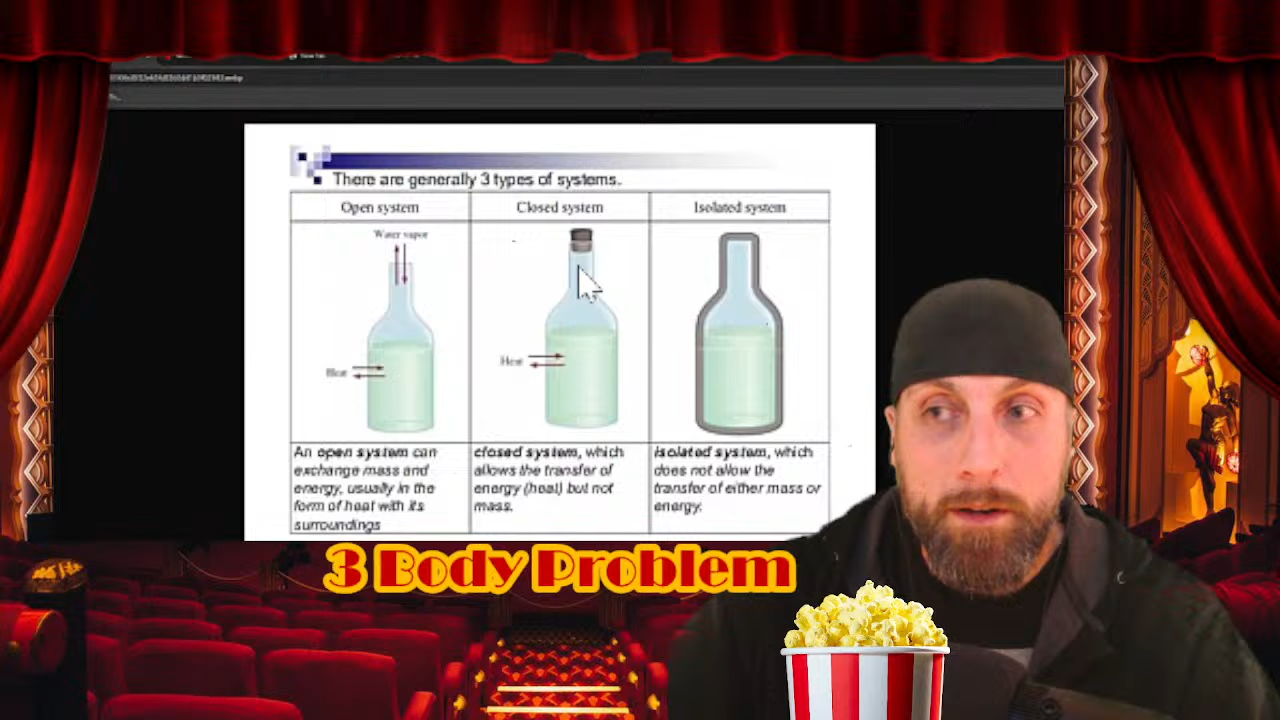 There are generally 3 types of systems.
Open system
Closed system
Isolated system
Water vapor
Heat
Heat
An open system can
exchange mass and
energy, usually in the
form of heat with its
surroundings
closed system, which
allows the transfer of
energy (heat) but not
mass.
isolated system, which
does not allow the
transfer of either mass or
energy.
3 Body Problem